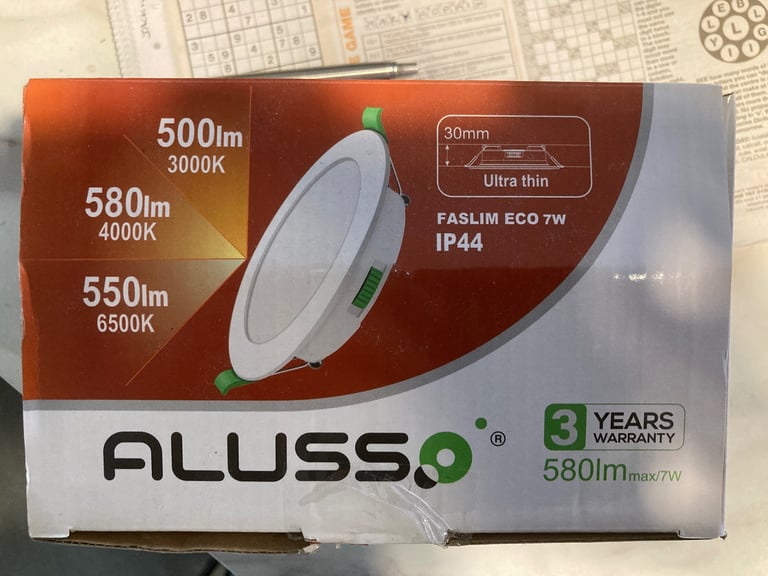 GAME
500lm
3000K
580lm
4000K
550lm
6500K
30mm
Ultra thin
FASLIM ECO 7W
IP44
ALUSSO®
3 YEARS
WARRANTY
580lm max/7W